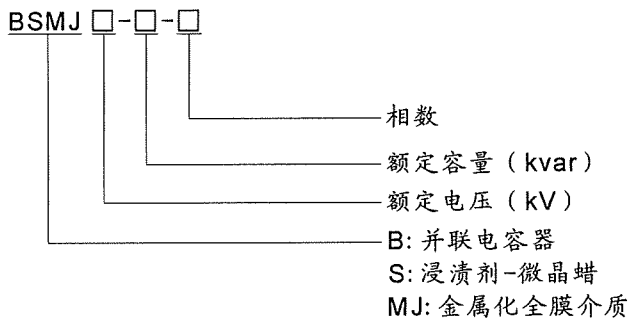 BSMJ□-□-□
相数
额定容量（kvar）
额定电压（kV）
B:并联电容器
S:浸渍剂-微晶蜡
MJ:金属化全膜介质